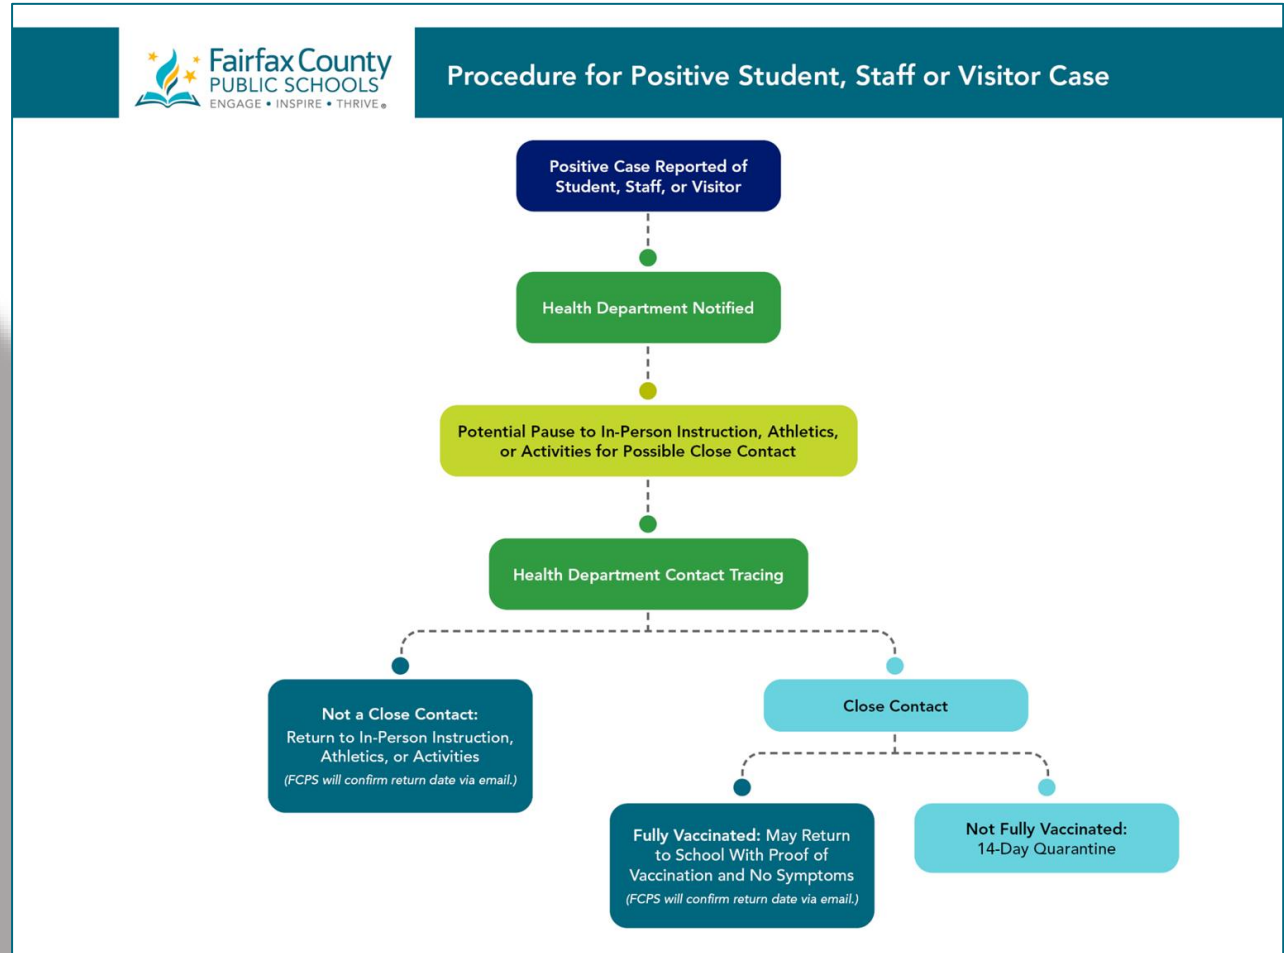 Fairfax County
PUBLIC SCHOOLS
ENGAGE • INSPIRE • THRIVE ®
Procedure for Positive Student, Staff or Visitor Case
Positive Case Reported of
Student, Staff, or Visitor
Health Department Notified
Potential Pause to In-Person Instruction, Athletics,
or Activities for Possible Close Contact
Health Department Contact Tracing
Not a Close Contact:
Return to In-Person Instruction,
Athletics, or Activities
(FCPS will confirm return date via email.)
Close Contact
Fully Vaccinated: May Return
to School With Proof of
Vaccination and No Symptoms
(FCPS will confirm return date via email.)
Not Fully Vaccinated:
14-Day Quarantine